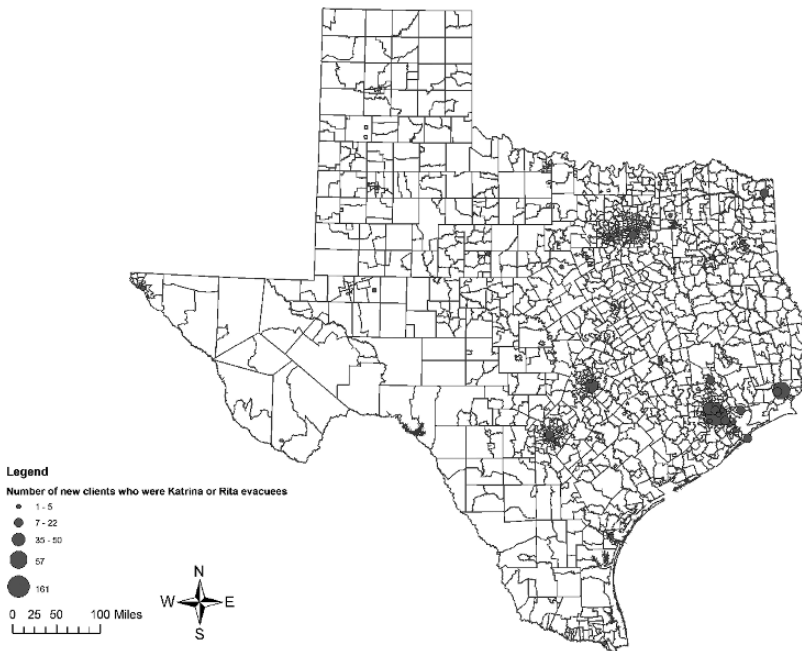 Legend
Number of new clients who were Katrina or Rita evacuees
1 - 5
7 - 22
35 - 50
57
161
0 25 50 100 Miles
N
W E
S